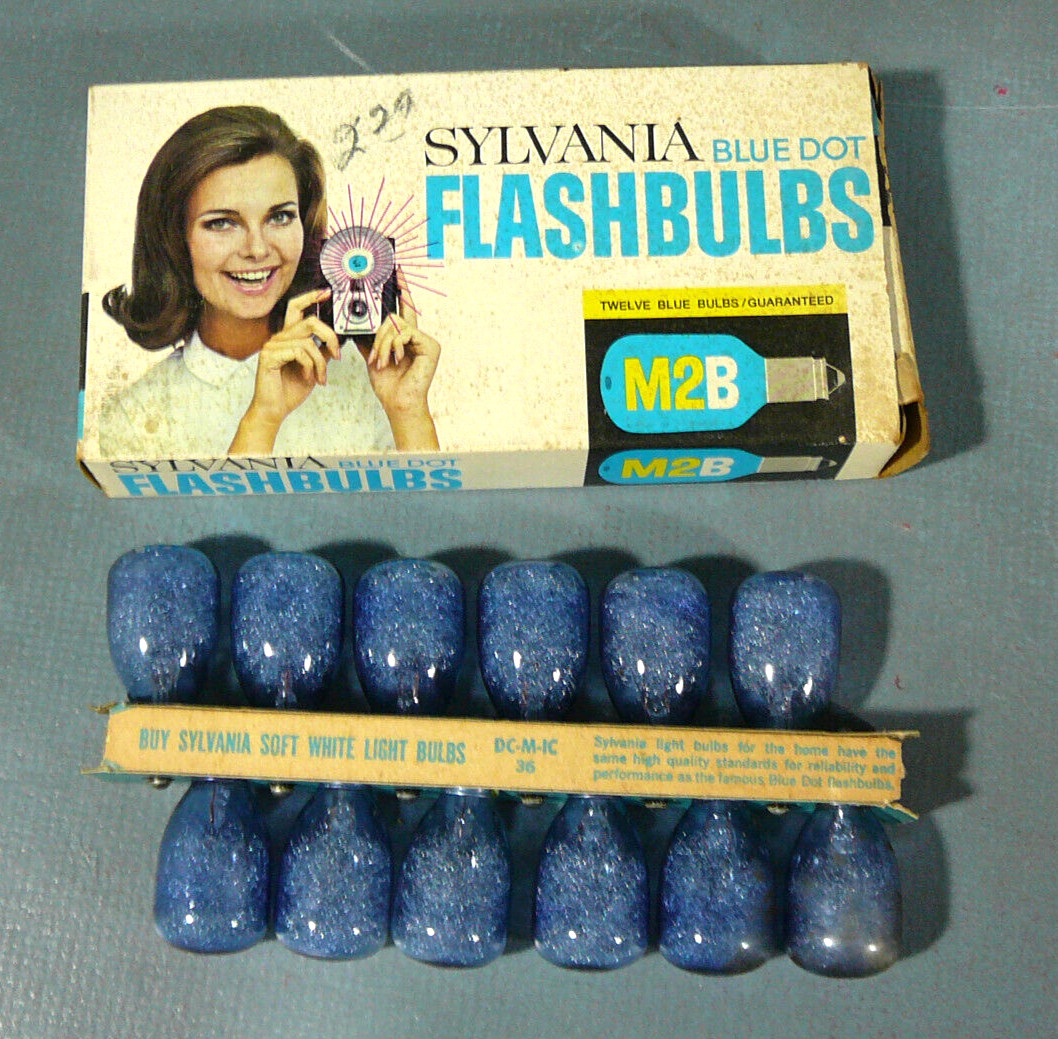 2 29
SYLVANIA BLUE DOT
FLASHBULBS
TWELVE BLUE BULBS/GUARANTEED
M2B
SYLVANIA BLUE DOT
FLASHBULBS
M2B
BUY SYLVANIA SOFT WHITE LIGHT BULBS
DC-M-IC
36
Sylvania light bulbs for the home have the
same high quality standards for reliability and
performance as the famous Blue Dot flashbulbs.